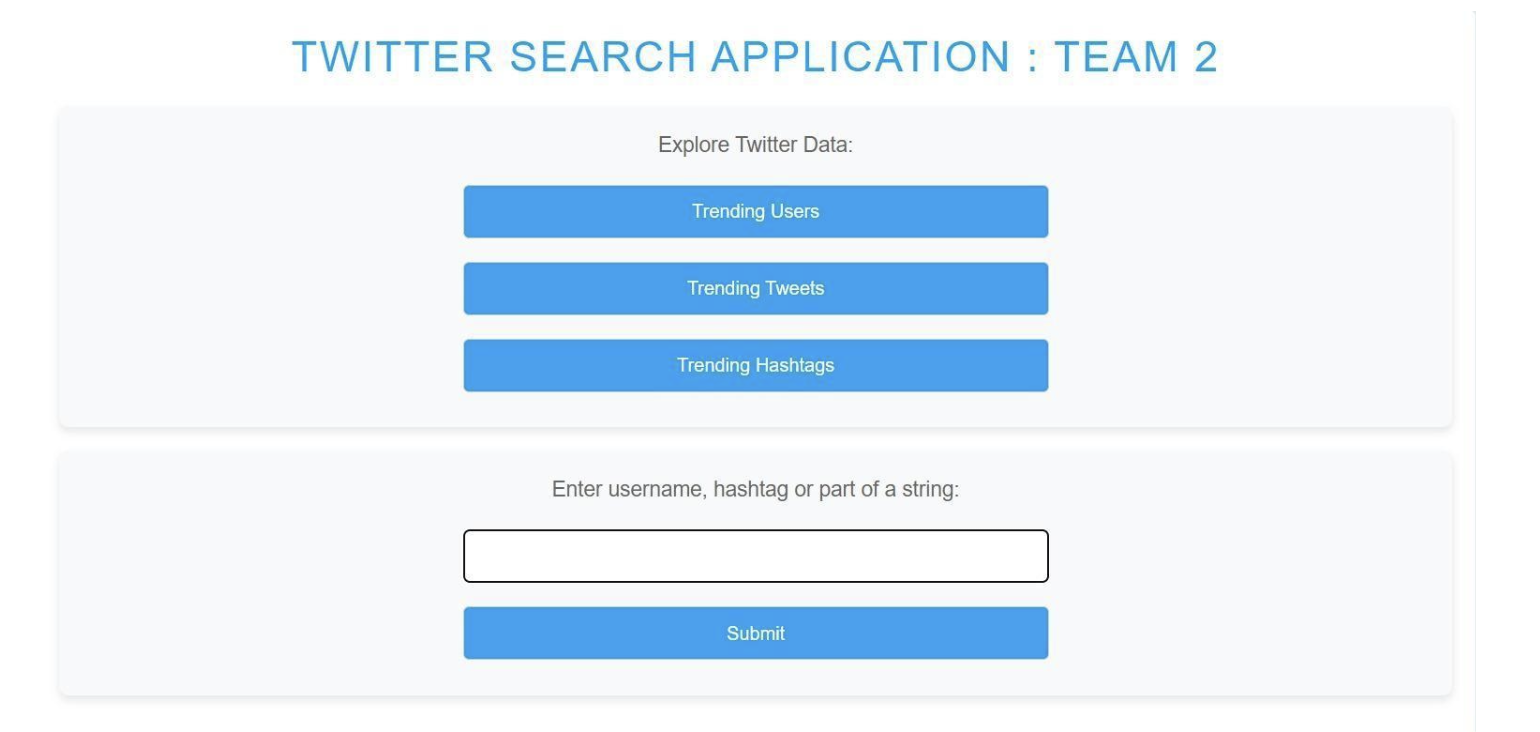 TWITTER SEARCH APPLICATION : TEAM 2
Explore Twitter Data:
Trending Users
Trending Tweets
Trending Hashtags
Enter username, hashtag or part of a string:
Submit